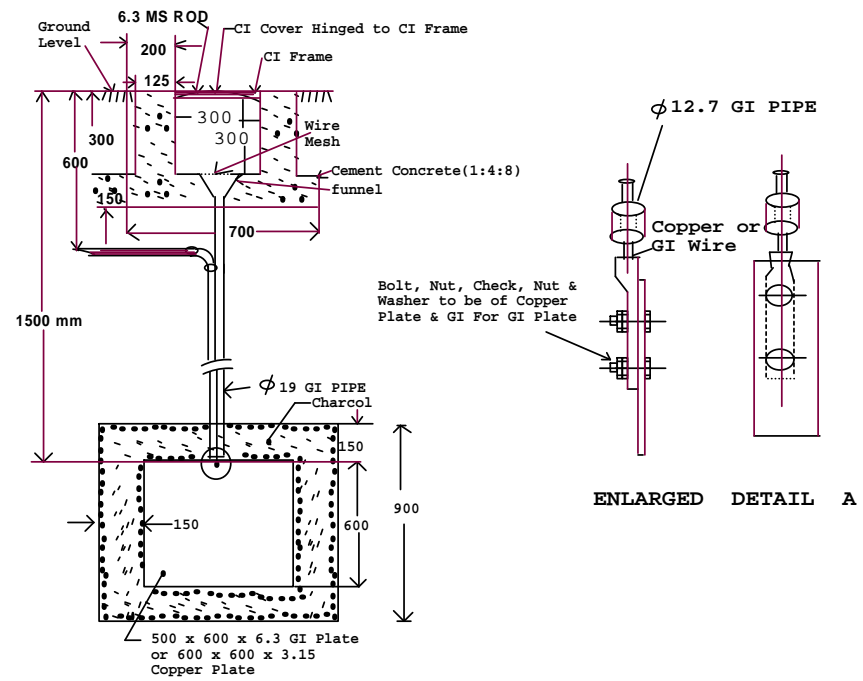 6.3 MS ROD
Ground
Level
CI Cover Hinged to CI Frame
CI Frame
200
125
300
300
300
600
150
700
Wire
Mesh
Cement Concrete(1:4:8)
funnel
1500 mm
ϕ 19 GI PIPE
Charcol
150
150
600
900
500 x 600 x 6.3 GI Plate
or 600 x 600 x 3.15
Copper Plate
ϕ 12.7 GI PIPE
Copper or
GI Wire
Bolt, Nut, Check, Nut &
Washer to be of Copper
Plate & GI For GI Plate
ENLARGED DETAIL A